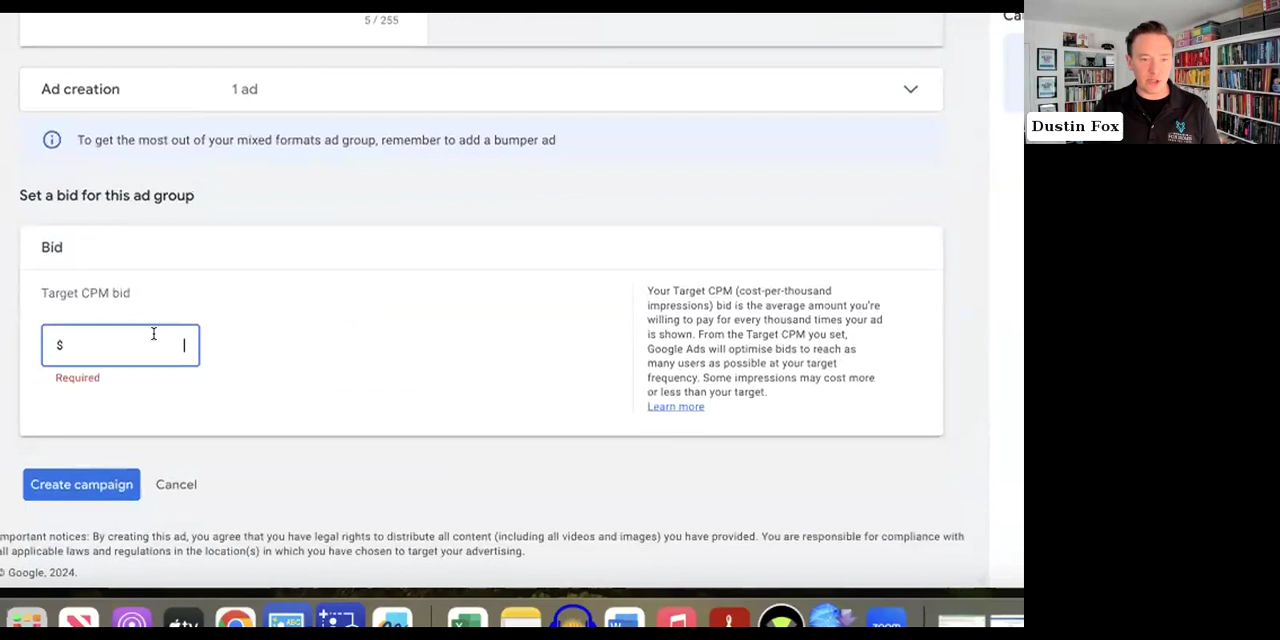 5 / 255
Ad creation 1 ad
To get the most out of your mixed formats ad group, remember to add a bumper ad
Set a bid for this ad group
Bid
Target CPM bid
$
Required
Your Target CPM (cost-per-thousand
impressions) bid is the average amount you're
willing to pay for every thousand times your ad
is shown. From the Target CPM you set,
Google Ads will optimise bids to reach as
many users as possible at your target
frequency. Some impressions may cost more
or less than your target.
Learn more
Create campaign Cancel
mportant notices: By creating this ad, you agree that you have legal rights to distribute all content (including all videos and images) you have provided. You are responsible for compliance with
all applicable laws and regulations in the location(s) in which you have chosen to target your advertising.
© Google, 2024.
Ca
Dustin Fox
tv
ABC
zoom